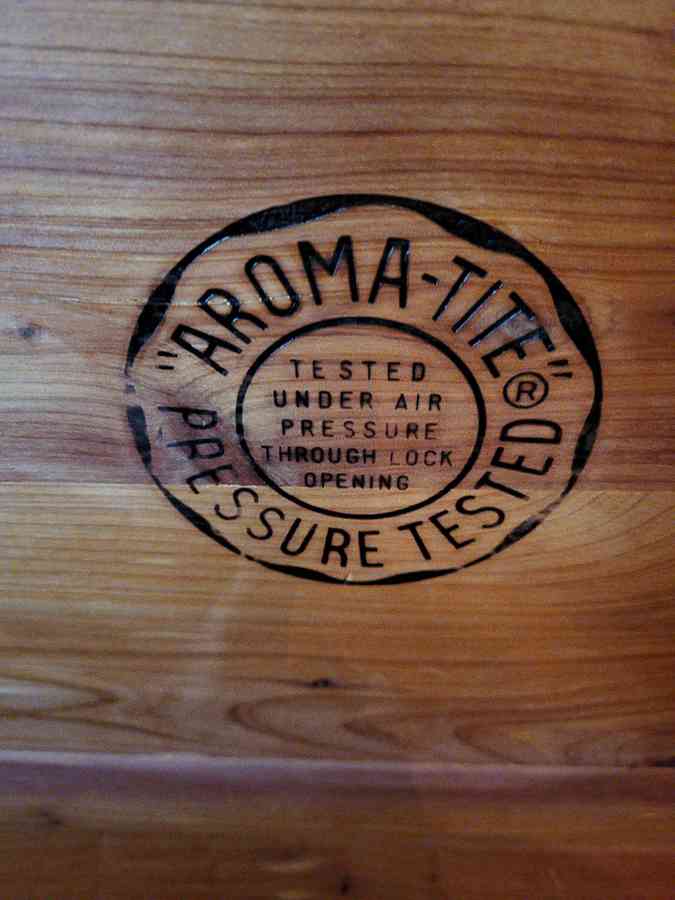 "AROMA-TITE"®
TESTED
UNDER AIR
PRESSURE
THROUGH LOCK
OPENING
PRESSURE TESTED